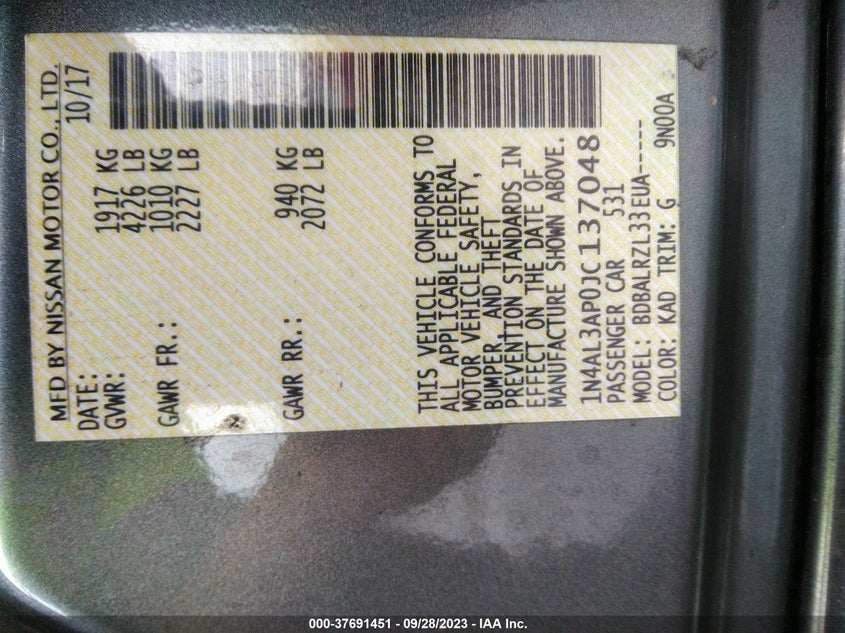 MFD BY NISSAN MOTOR CO., LTD.
DATE: 10/17
GVWR: 1917 KG
4226 LB
GAWR FR.: 1010 KG
2227 LB
GAWR RR.: 940 KG
2072 LB
THIS VEHICLE CONFORMS TO
ALL APPLICABLE FEDERAL
MOTOR VEHICLE SAFETY,
BUMPER, AND THEFT
PREVENTION STANDARDS IN
EFFECT ON THE DATE OF
MANUFACTURE SHOWN ABOVE.
1N4AL3AP0JC137048
PASSENGER CAR 531
MODEL: BDBALRZL33EUA-----
COLOR: KAD TRIM: G 9N00A
000-37691451 - 09/28/2023 - IAA Inc.